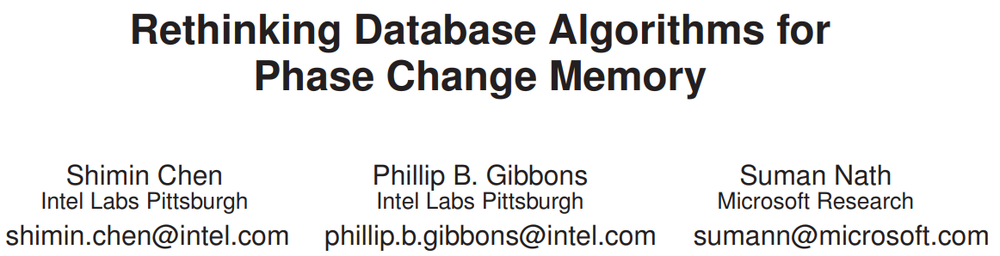 Rethinking Database Algorithms for
Phase Change Memory
Shimin Chen
Intel Labs Pittsburgh
shimin.chen@intel.com
Phillip B. Gibbons
Intel Labs Pittsburgh
phillip.b.gibbons@intel.com
Suman Nath
Microsoft Research
sumann@microsoft.com